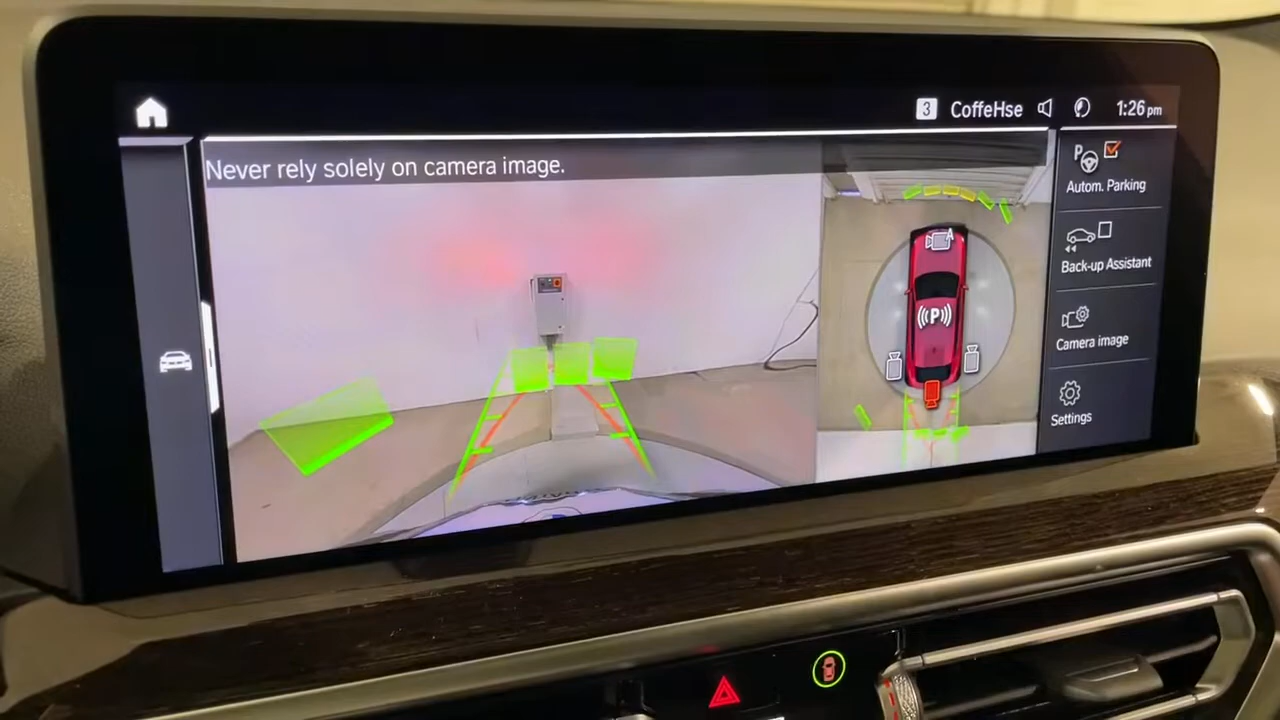 3 CoffeHse 1:26 pm
Never rely solely on camera image.
P
Autom. Parking
Back-up Assistant
Camera image
Settings
A
((P))